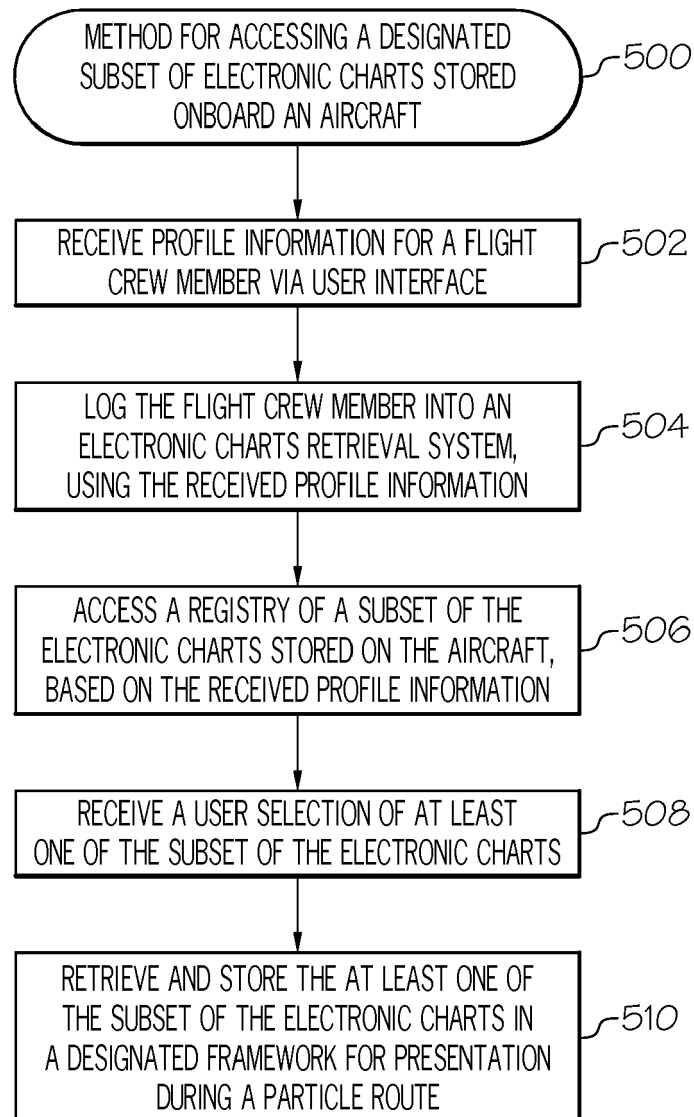 METHOD FOR ACCESSING A DESIGNATED
SUBSET OF ELECTRONIC CHARTS STORED
ONBOARD AN AIRCRAFT
500
RECEIVE PROFILE INFORMATION FOR A FLIGHT
CREW MEMBER VIA USER INTERFACE
502
LOG THE FLIGHT CREW MEMBER INTO AN
ELECTRONIC CHARTS RETRIEVAL SYSTEM,
USING THE RECEIVED PROFILE INFORMATION
504
ACCESS A REGISTRY OF A SUBSET OF THE
ELECTRONIC CHARTS STORED ON THE AIRCRAFT,
BASED ON THE RECEIVED PROFILE INFORMATION
506
RECEIVE A USER SELECTION OF AT LEAST
ONE OF THE SUBSET OF THE ELECTRONIC CHARTS
508
RETRIEVE AND STORE THE AT LEAST ONE OF
THE SUBSET OF THE ELECTRONIC CHARTS IN
A DESIGNATED FRAMEWORK FOR PRESENTATION
DURING A PARTICLE ROUTE
510